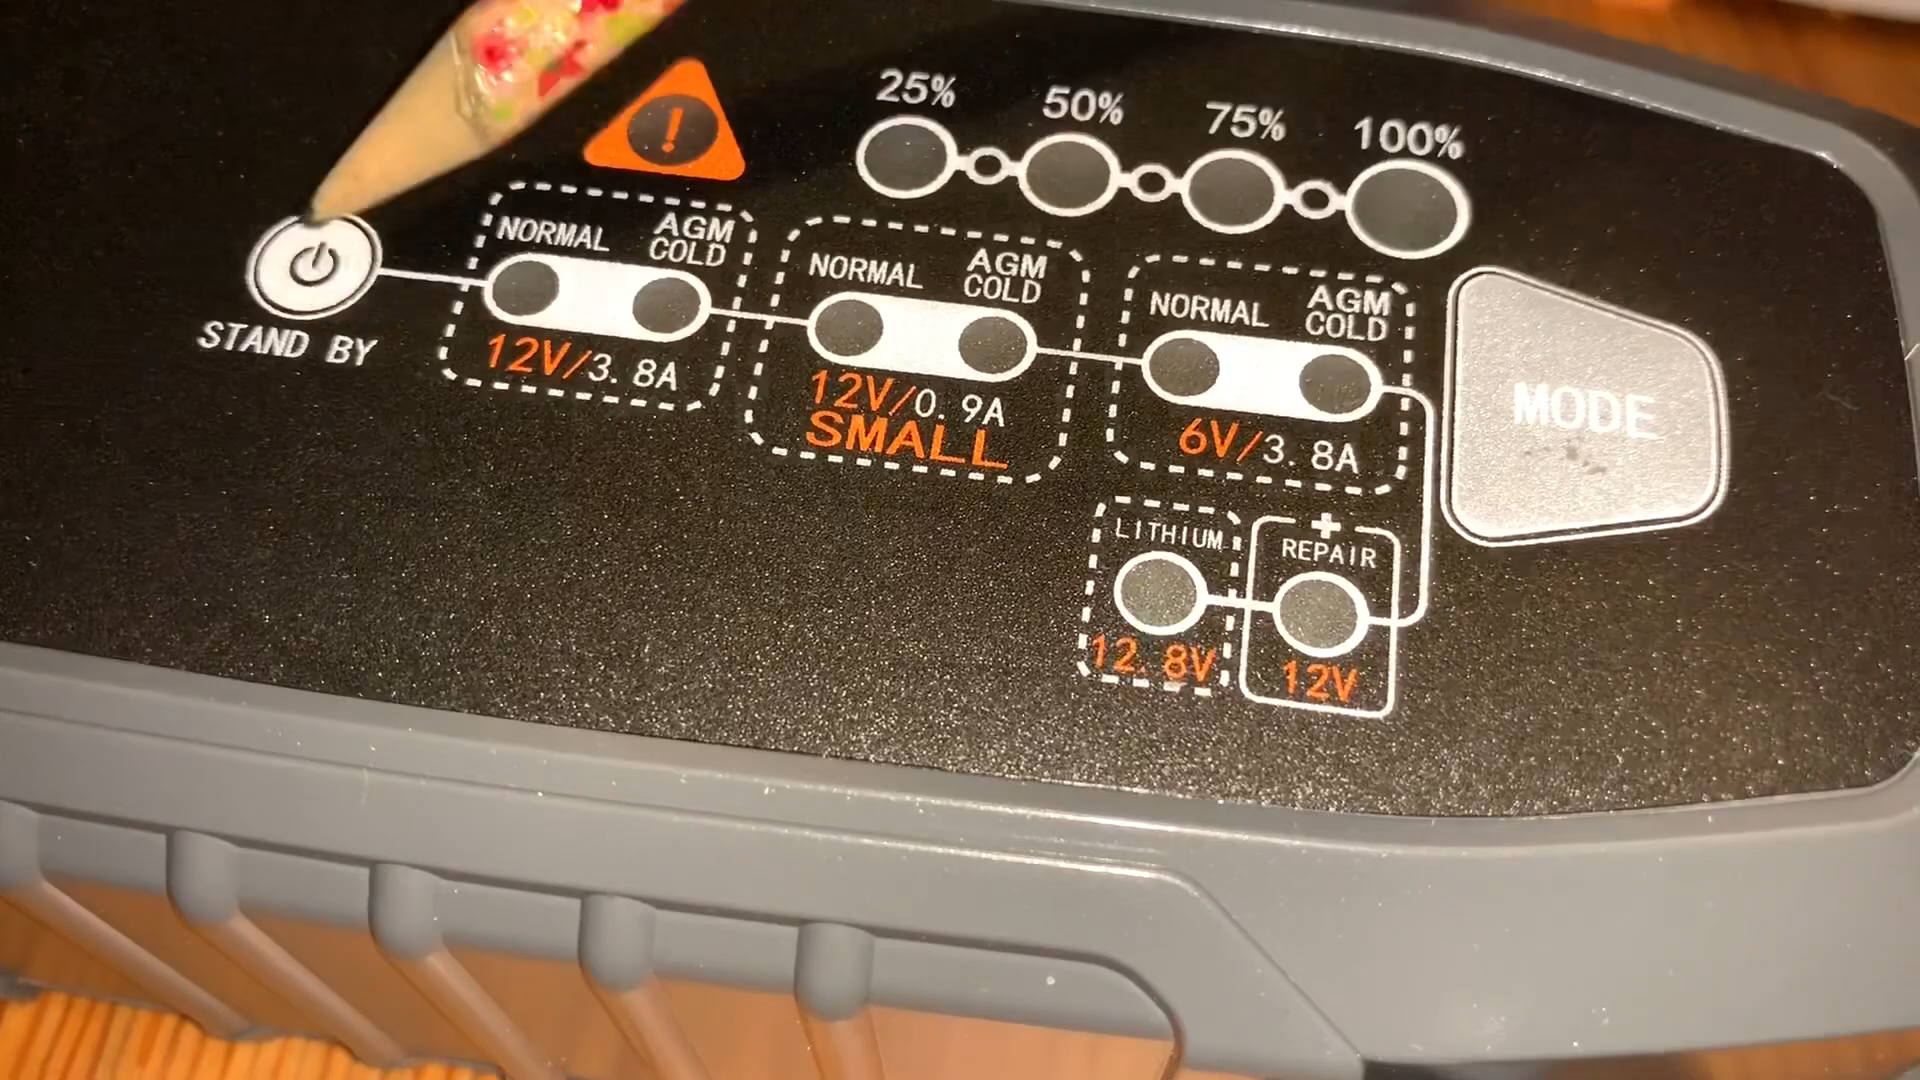 25% 50% 75% 100%
!
NORMAL AGM COLD
12V/3.8A
STAND BY
NORMAL AGM COLD
12V/0.9A
SMALL
NORMAL AGM COLD
6V/3.8A
MODE
LITHIUM
12.8V
REPAIR
12V